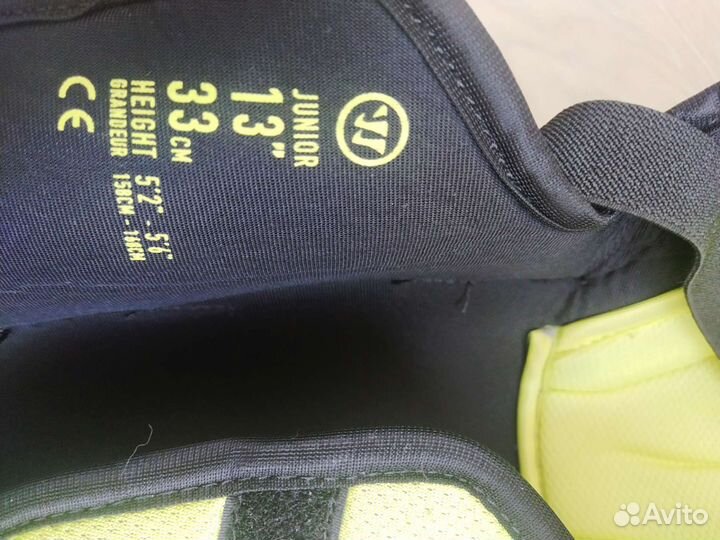 JUNIOR
13"
33 CM
HEIGHT 5'2" - 5'6"
GRANDEUR 158CM - 168CM
CE
Avito